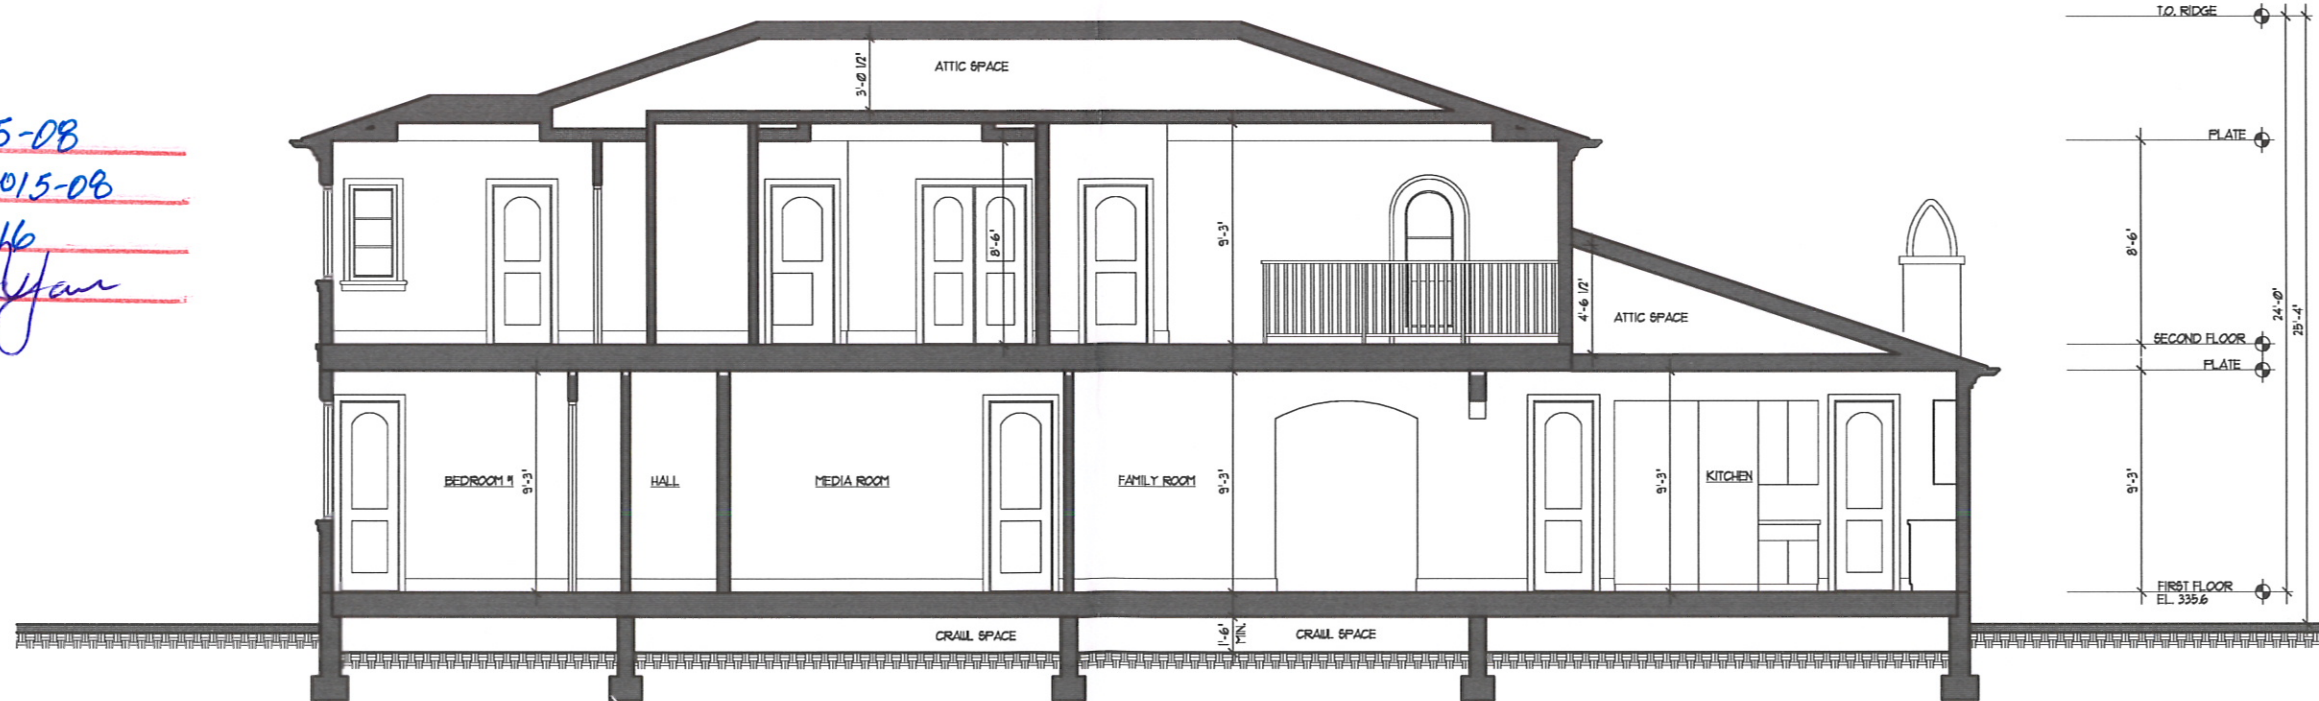 T.O. RIDGE
3'-0 1/2"
ATTIC SPACE
5-08
015-08
16
PLATE
8'-6"
9'-3"
8'-6"
4'-6 1/2"
ATTIC SPACE
24'-0"
25'-4"
SECOND FLOOR
PLATE
BEDROOM
9'-3"
HALL
MEDIA ROOM
FAMILY ROOM
9'-3"
9'-3"
KITCHEN
9'-3"
FIRST FLOOR
EL. 335.6
CRAWL SPACE
1'-6"
MIN.
CRAWL SPACE